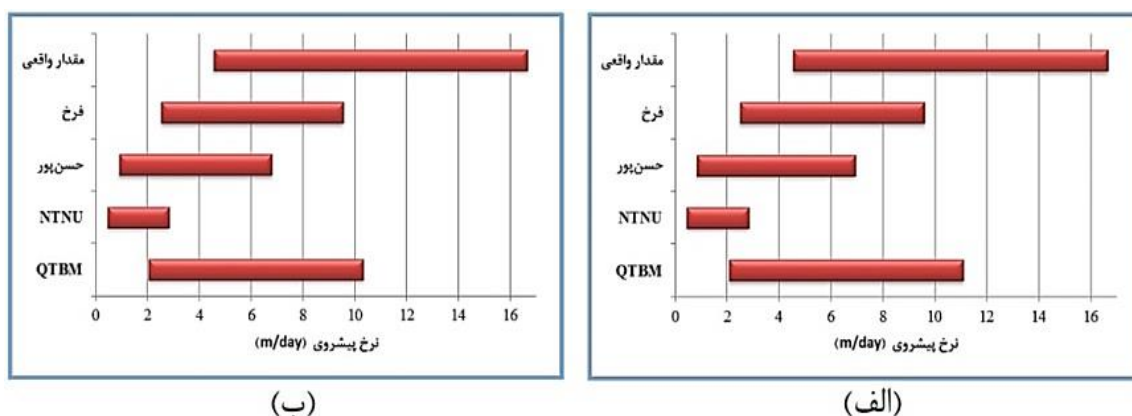 مقدار واقعی
فرخ
حسن‌پور
NTNU
QTBM
0 2 4 6 8 10 12 14 16
نرخ پیشروی (m/day)
(الف)
مقدار واقعی
فرخ
حسن‌پور
NTNU
QTBM
0 2 4 6 8 10 12 14 16
نرخ پیشروی (m/day)
(ب)